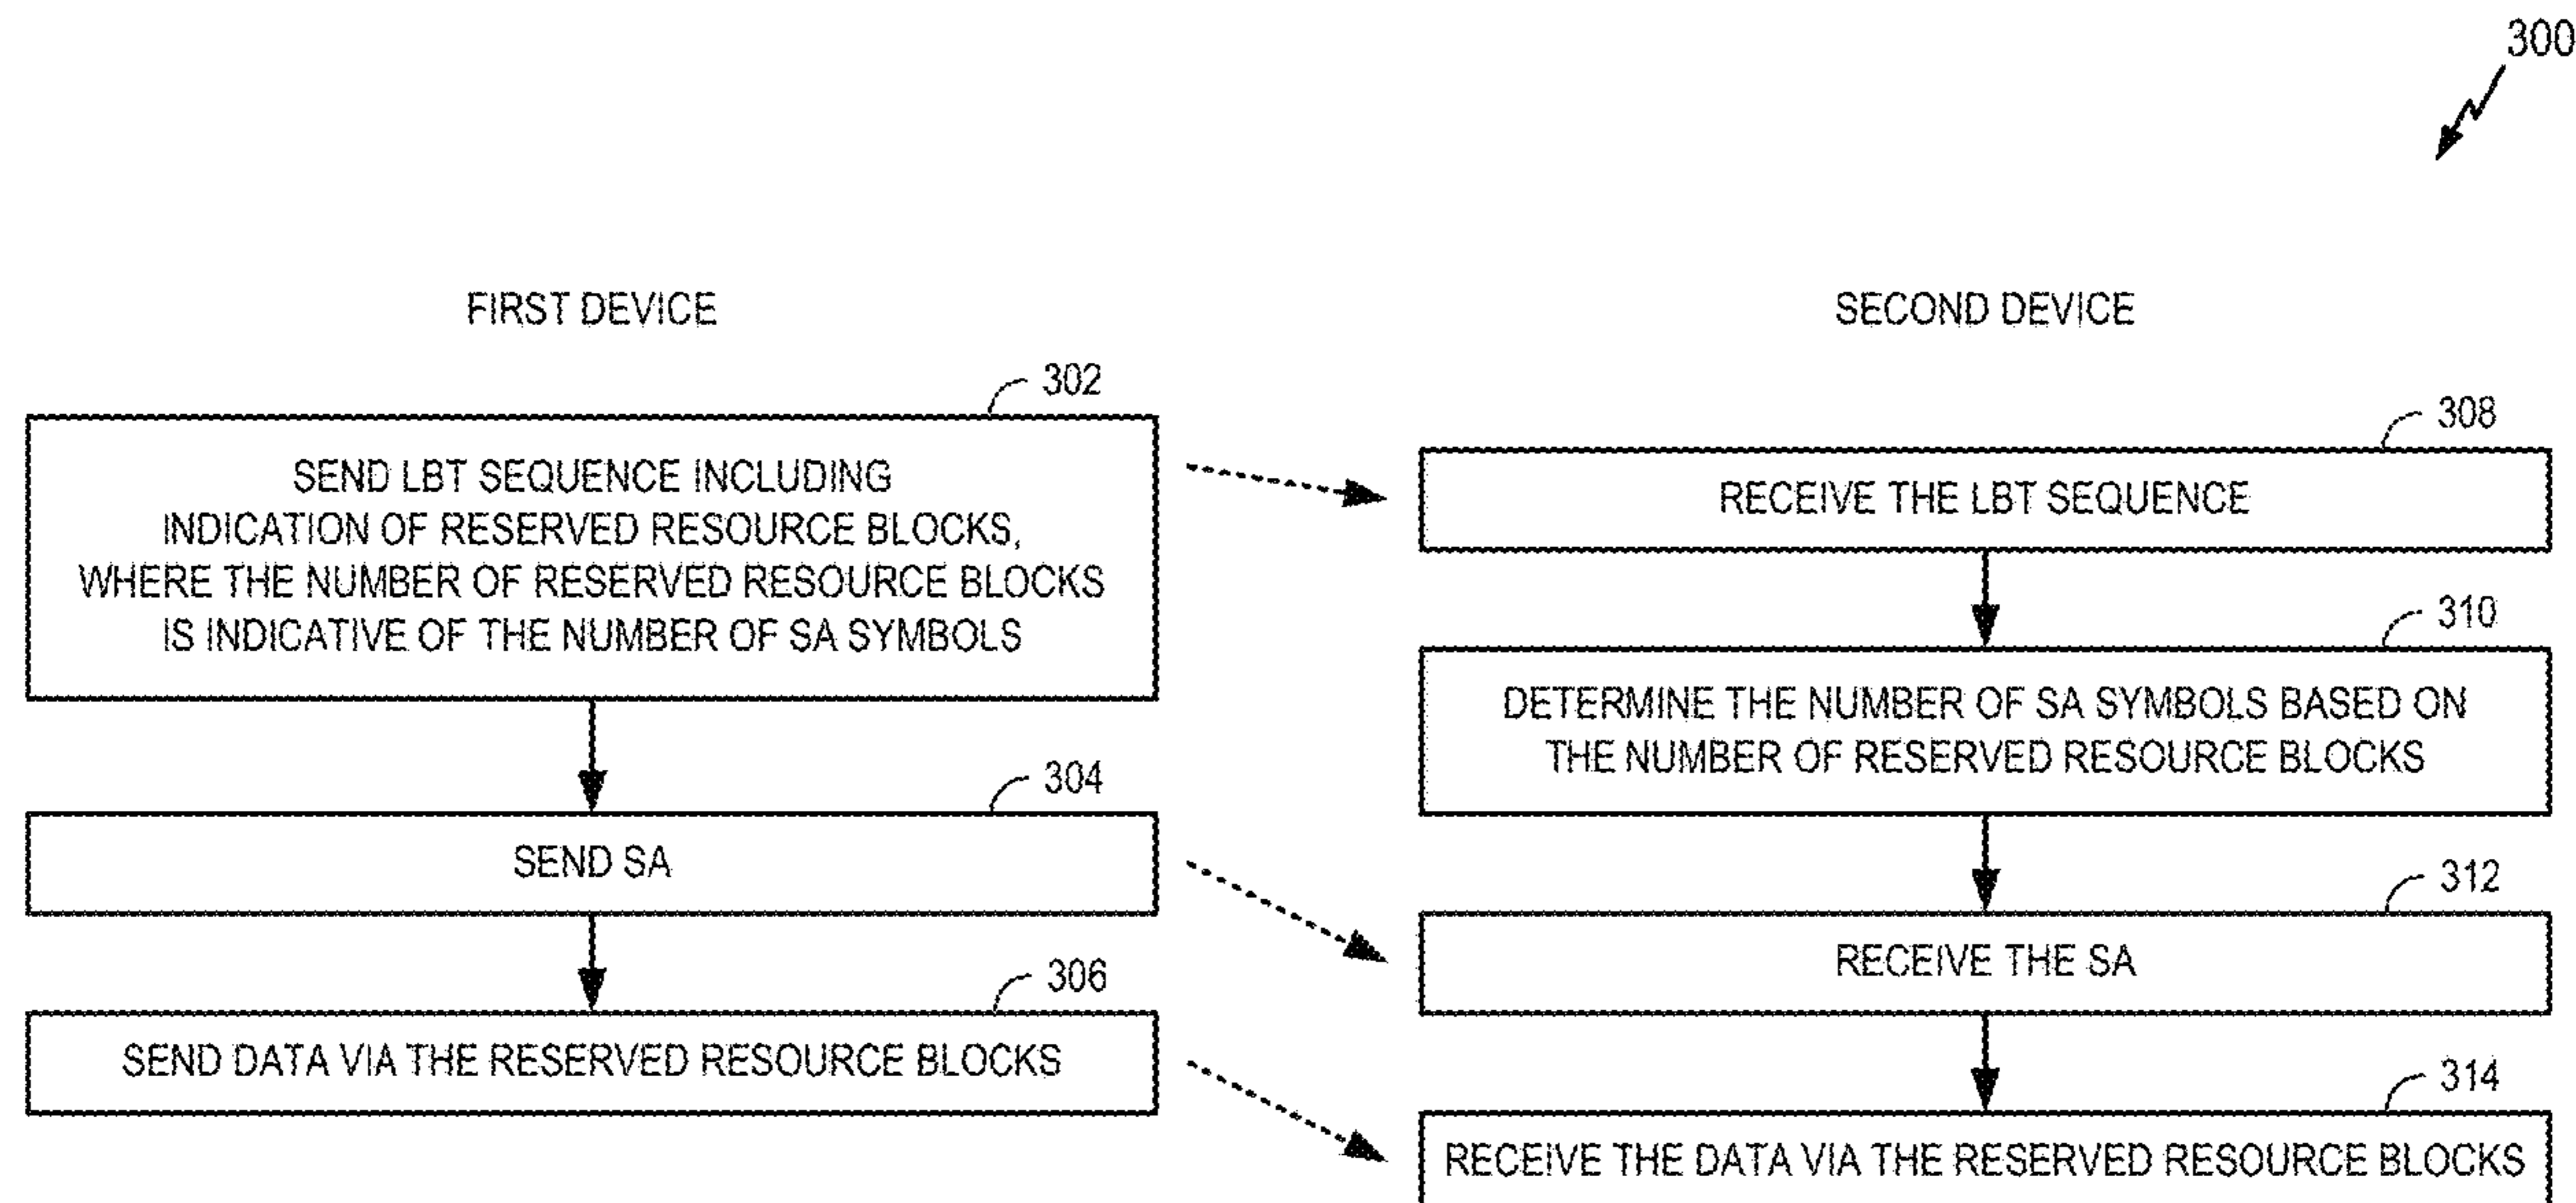 300
FIRST DEVICE
302
SEND LBT SEQUENCE INCLUDING
INDICATION OF RESERVED RESOURCE BLOCKS,
WHERE THE NUMBER OF RESERVED RESOURCE BLOCKS
IS INDICATIVE OF THE NUMBER OF SA SYMBOLS
304
SEND SA
306
SEND DATA VIA THE RESERVED RESOURCE BLOCKS
SECOND DEVICE
308
RECEIVE THE LBT SEQUENCE
310
DETERMINE THE NUMBER OF SA SYMBOLS BASED ON
THE NUMBER OF RESERVED RESOURCE BLOCKS
312
RECEIVE THE SA
314
RECEIVE THE DATA VIA THE RESERVED RESOURCE BLOCKS